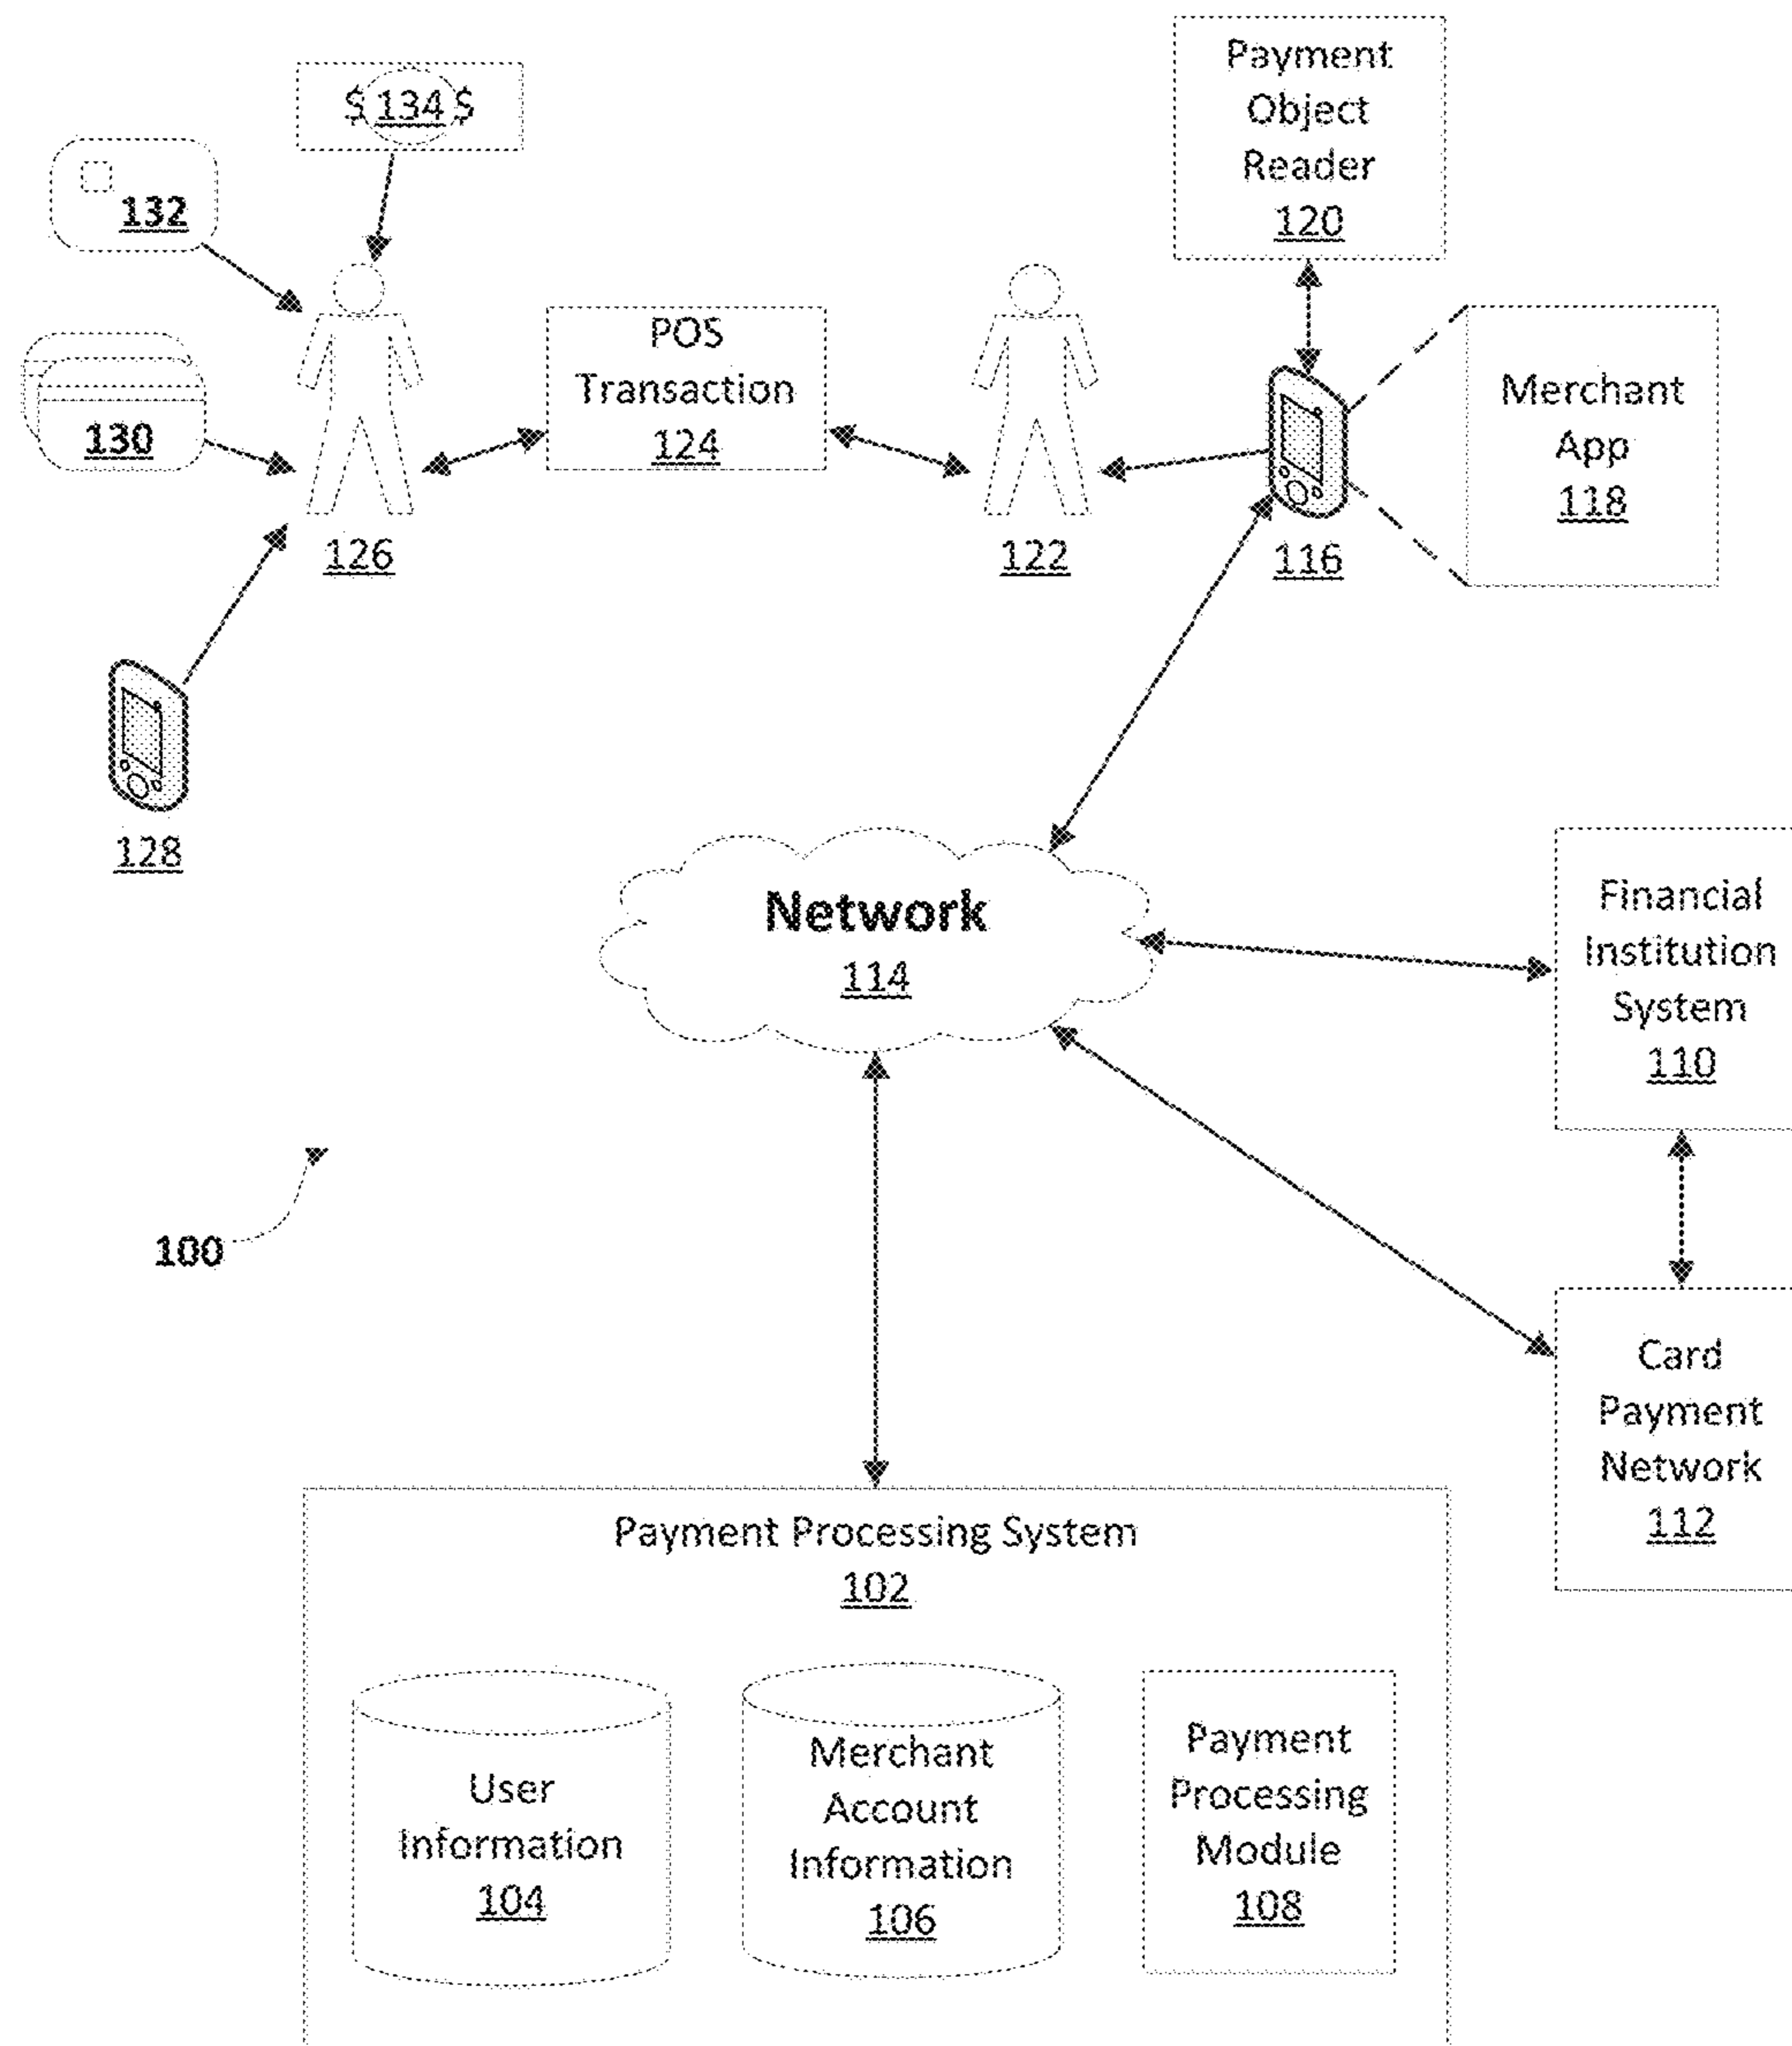 Payment
Object
Reader
120
$ 134 $
132
130
POS
Transaction
124
Merchant
App
118
126
122
116
128
Network
114
Financial
Institution
System
110
100
Card
Payment
Network
112
Payment Processing System
102
User
Information
104
Merchant
Account
Information
106
Payment
Processing
Module
108